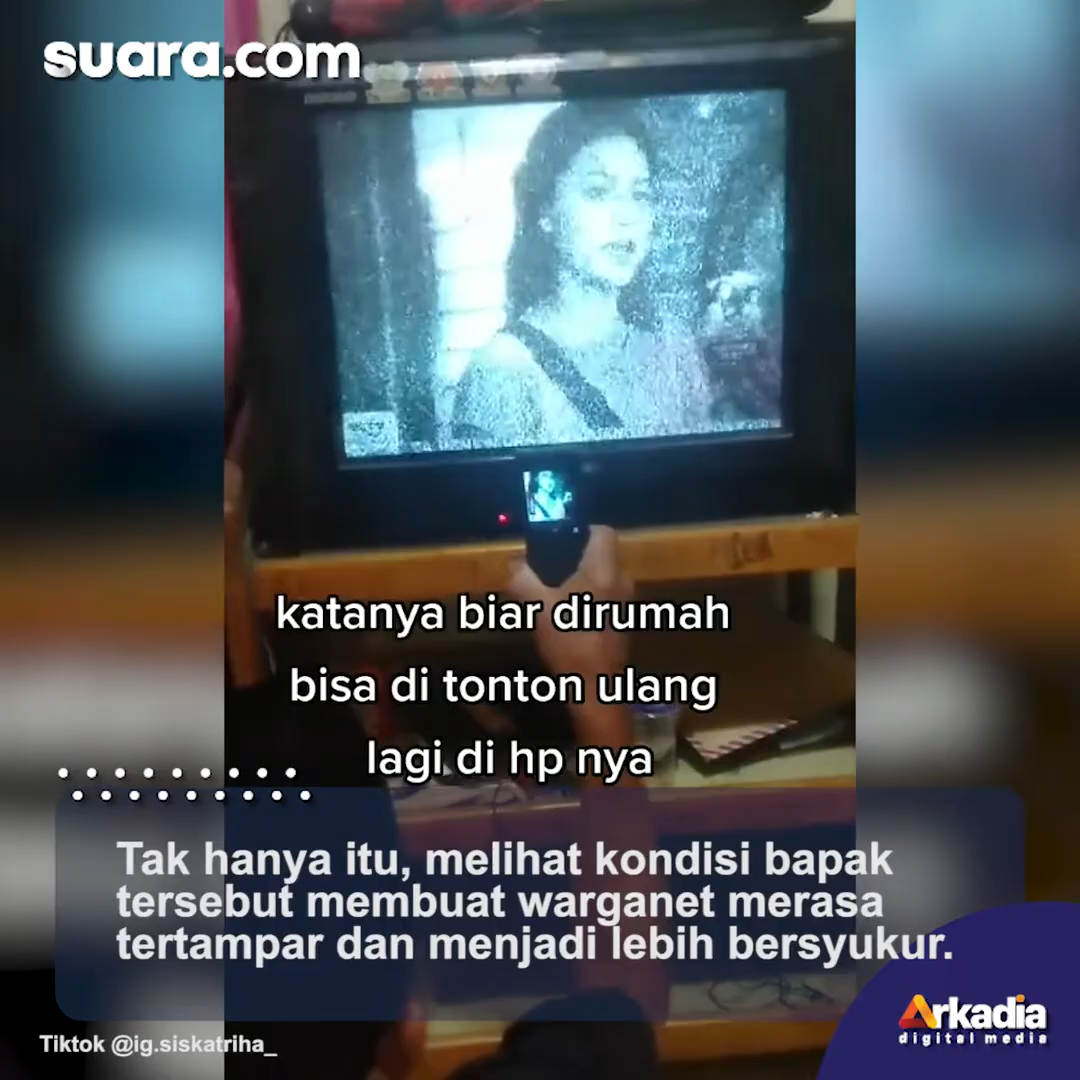 suara.com
katanya biar dirumah
bisa di tonton ulang
lagi di hp nya
Tak hanya itu, melihat kondisi bapak
tersebut membuat warganet merasa
tertampar dan menjadi lebih bersyukur.
Arkadia
digital media
Tiktok @ig.siskatriha_